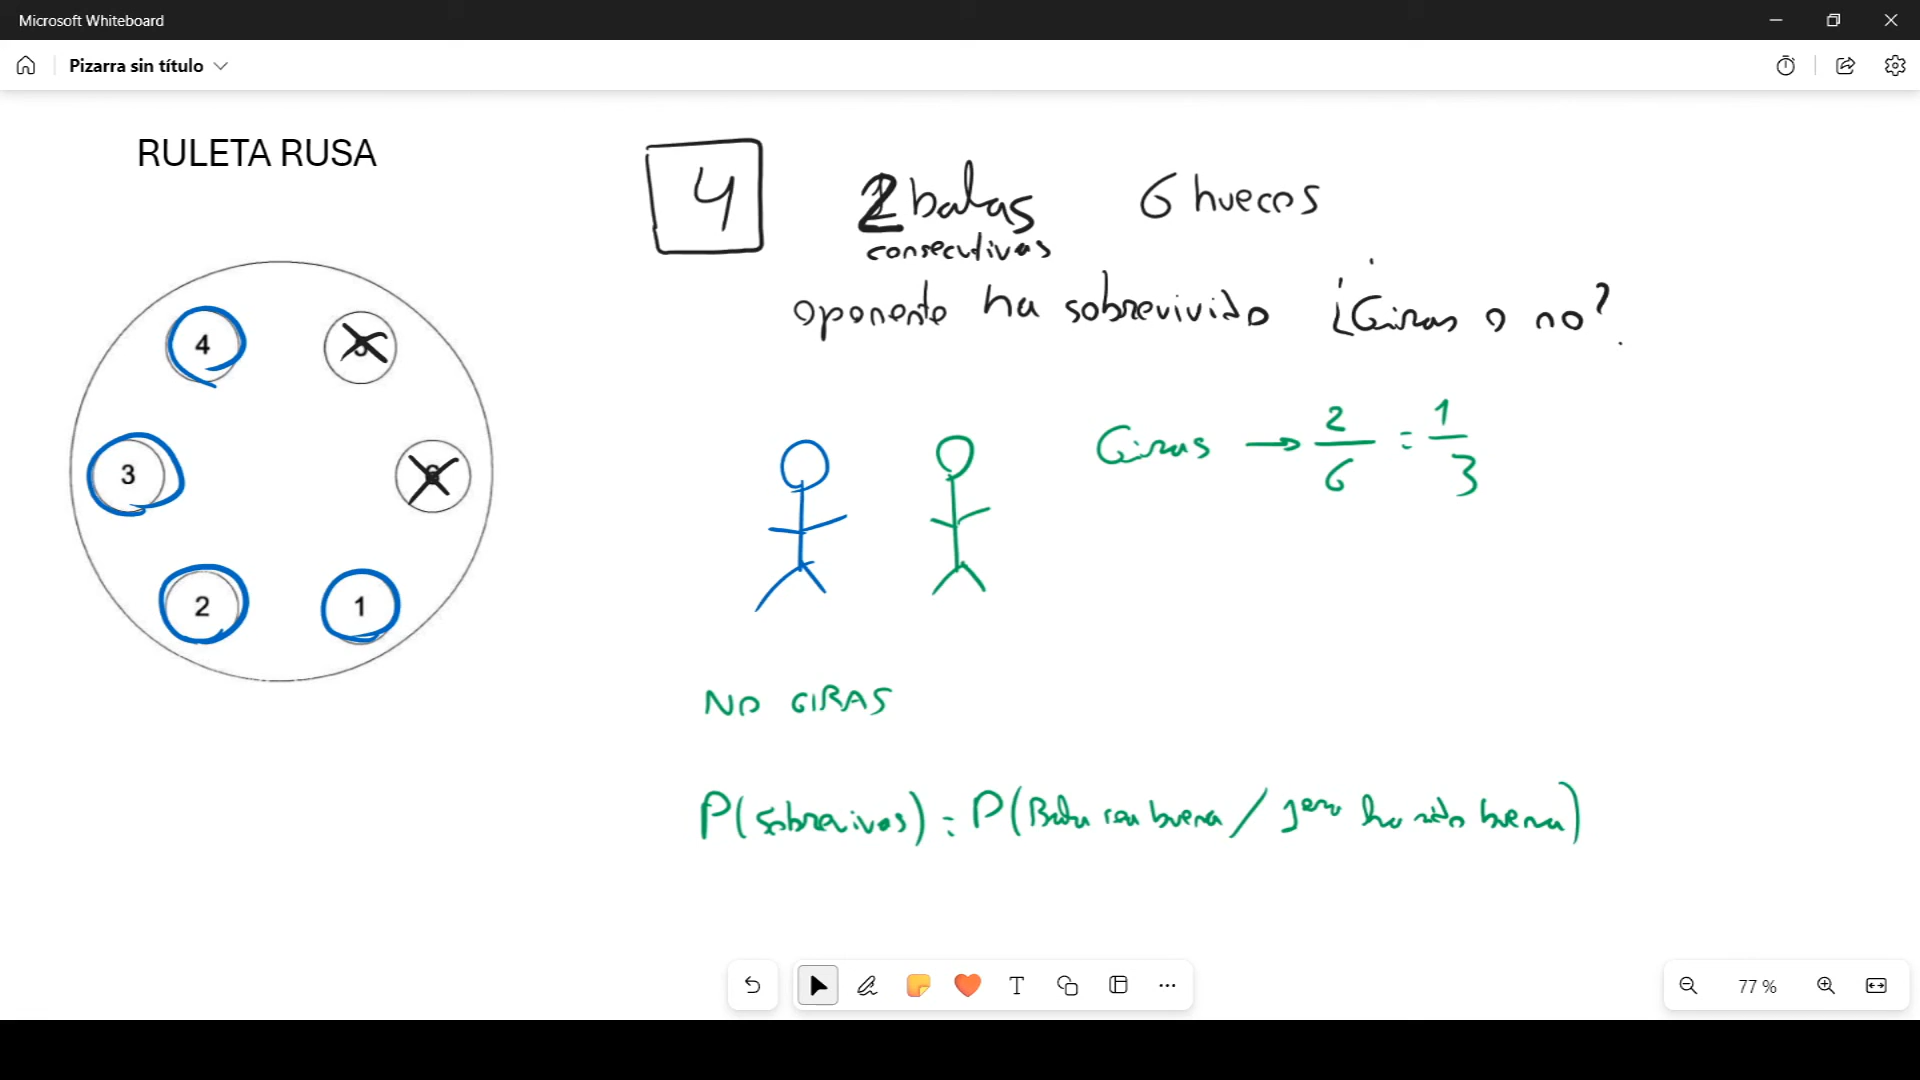 Microsoft Whiteboard
Pizarra sin título
RULETA RUSA
4
2 balas 6 huecos
consecutivas
oponente ha sobrevivido ¿Giras o no?
4
3
2
1
Giras → 2/6 = 1/3
NO GIRAS
P(sobrevivas) = P(Bala sea buena / 1era ha sido buena)
77 %